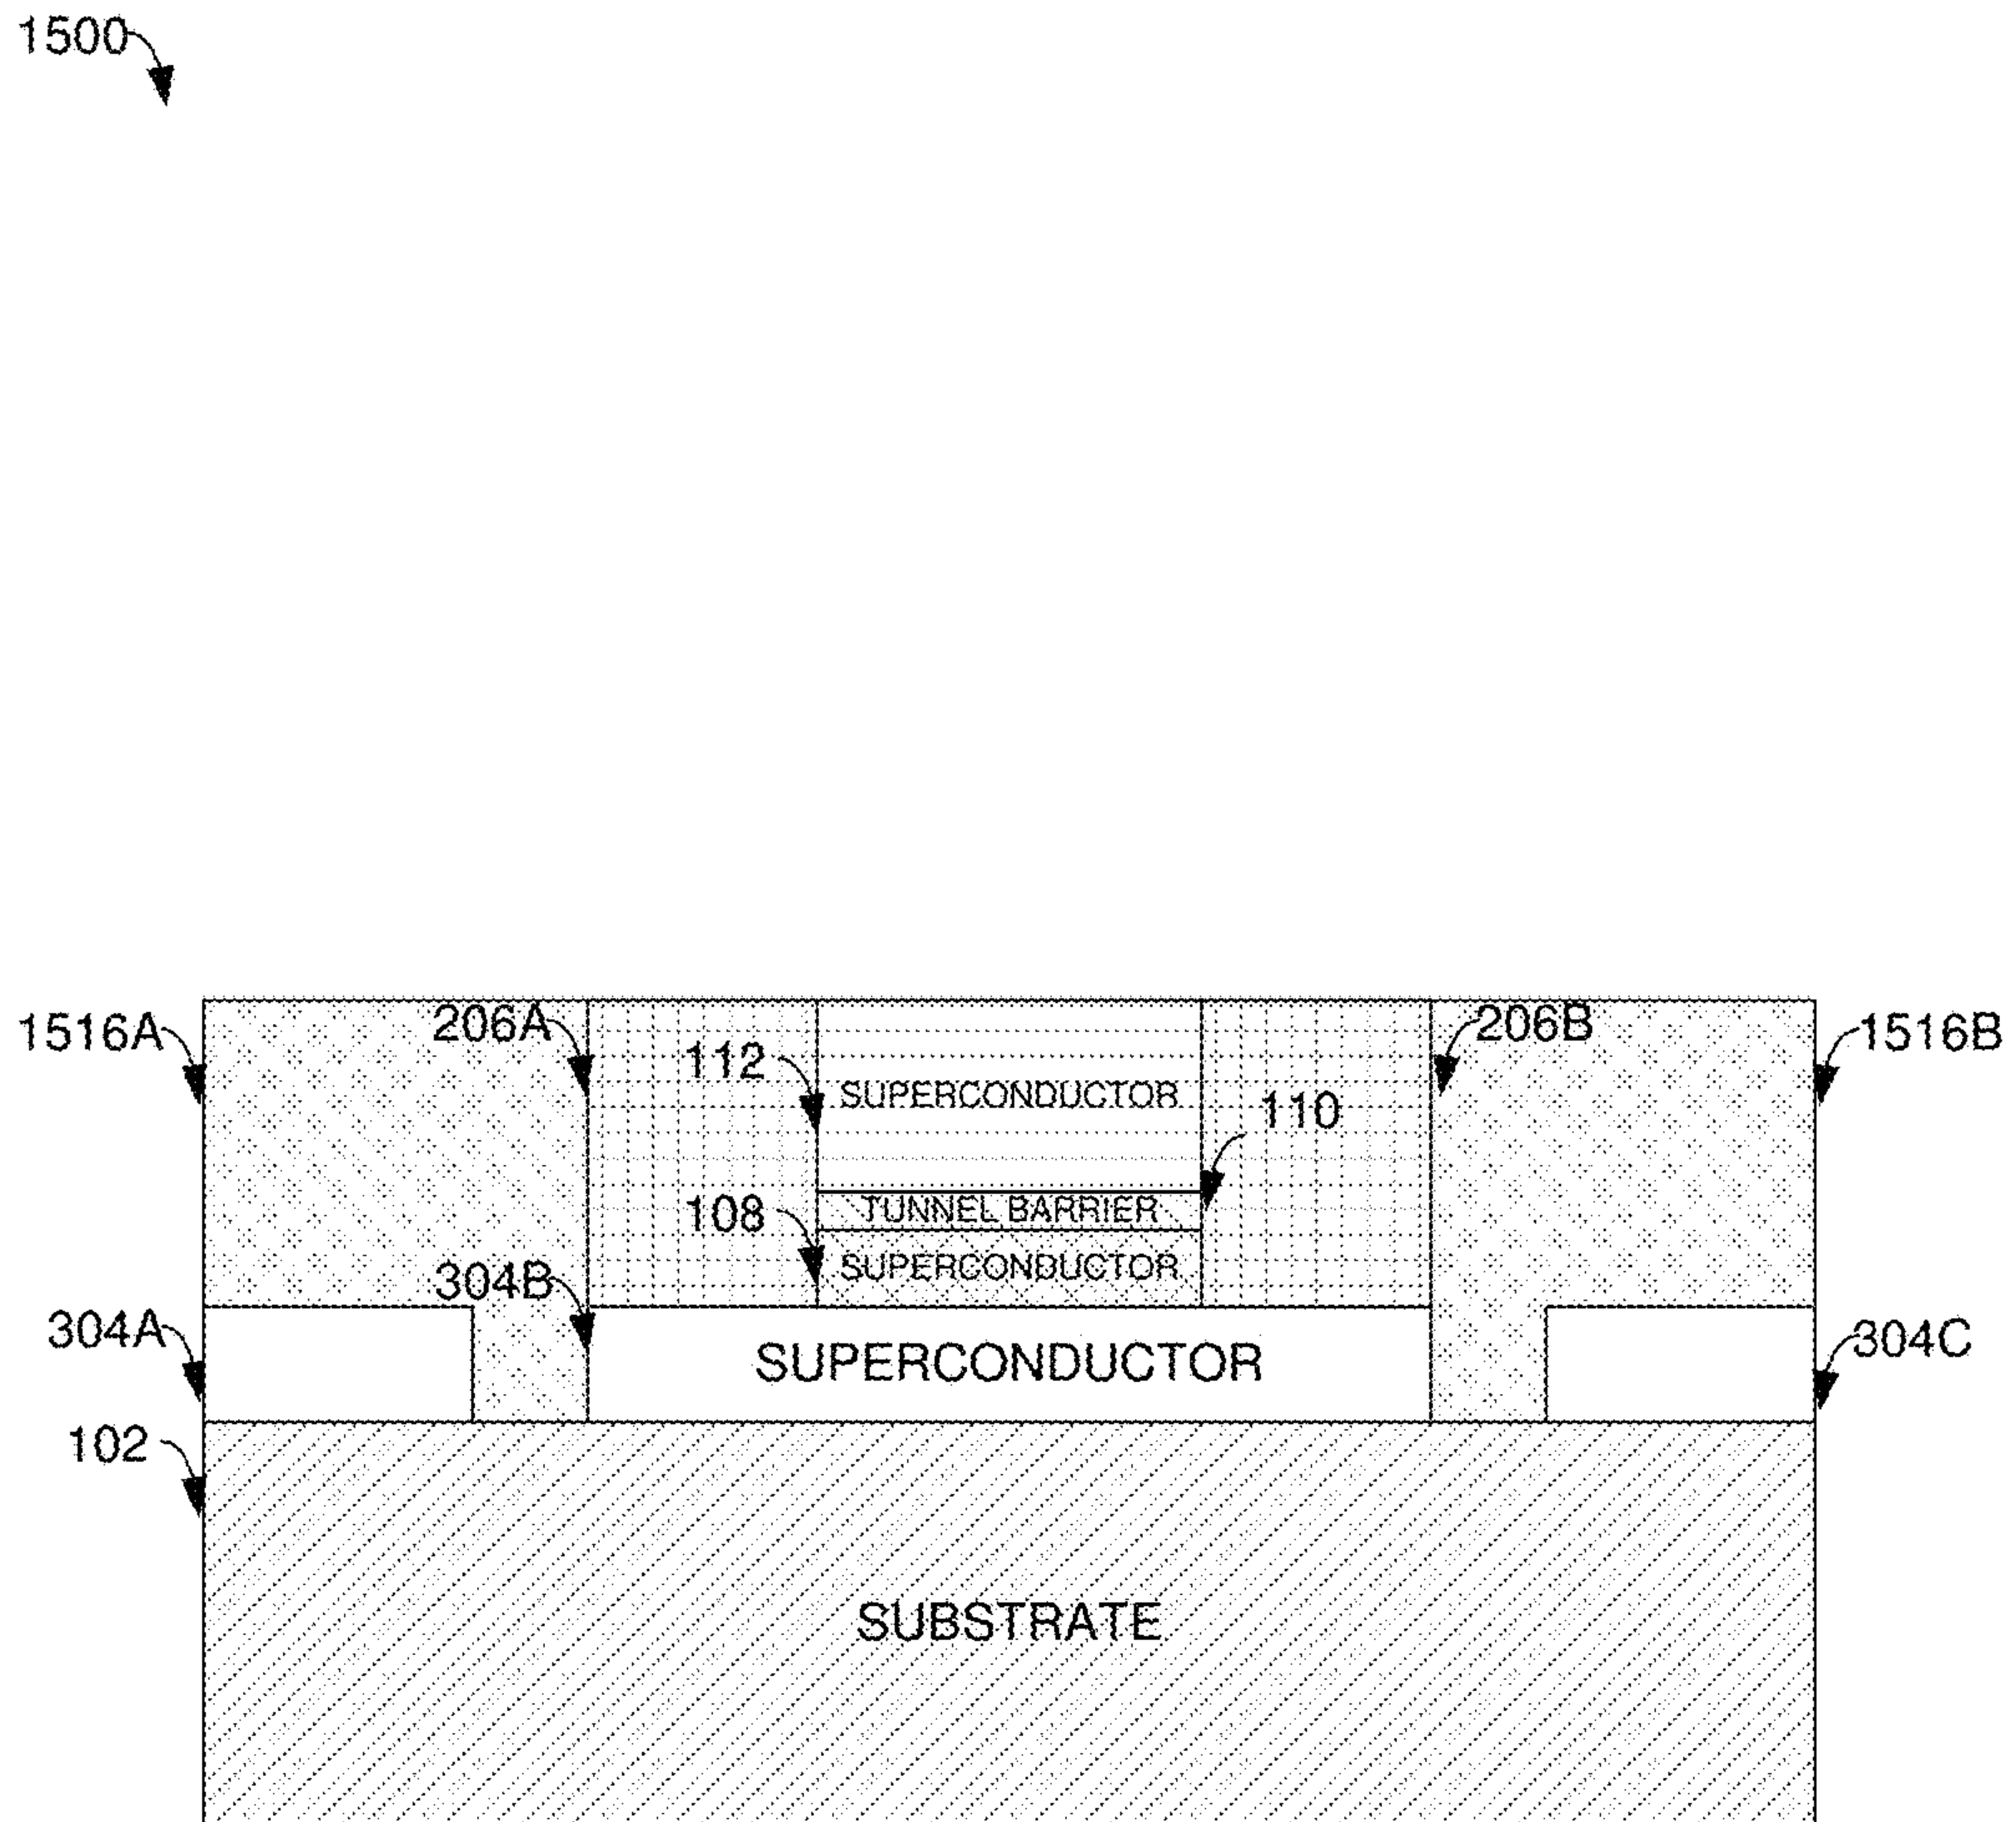 1500
1516A
206A
206B
1516B
112
SUPERCONDUCTOR
110
108
TUNNEL BARRIER
SUPERCONDUCTOR
304B
304A
SUPERCONDUCTOR
304C
102
SUBSTRATE